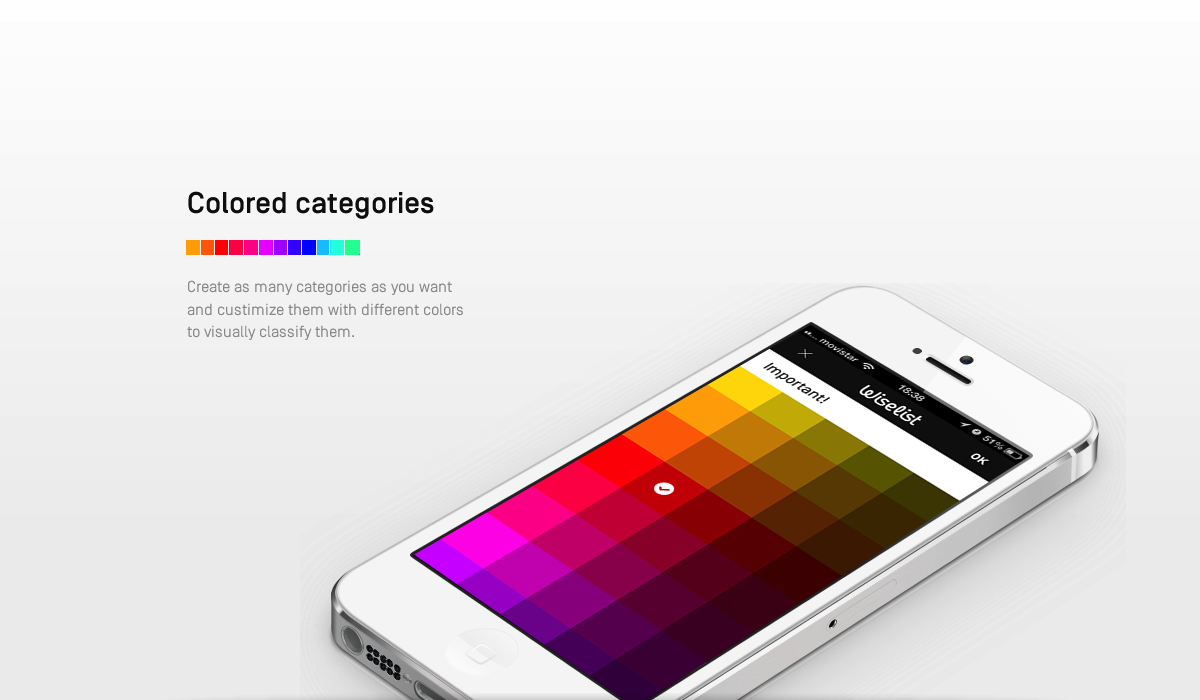 Colored categories
Create as many categories as you want
and custimize them with different colors
to visually classify them.
movistar 18:38 51%
Wiselist
OK
Important!